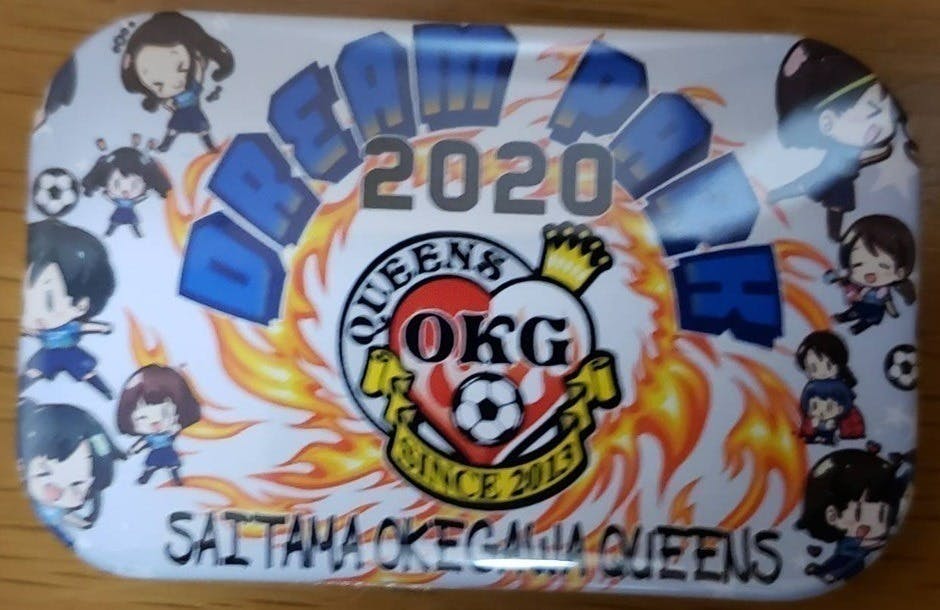 DREAM PARK
2020
QUEENS
OKG
SINCE 2013
SAITAMA OKEGAWA QUEENS